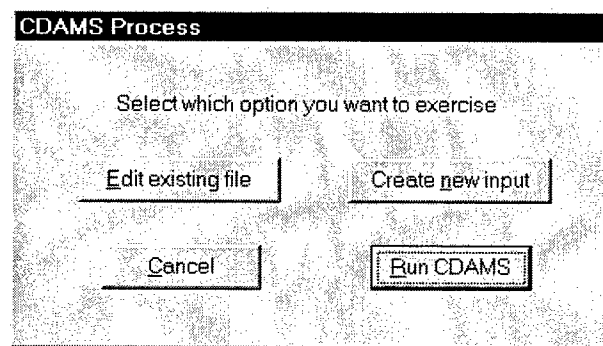 CDAMS Process
Select which option you want to exercise
Edit existing file
Create new input
Cancel
Run CDAMS